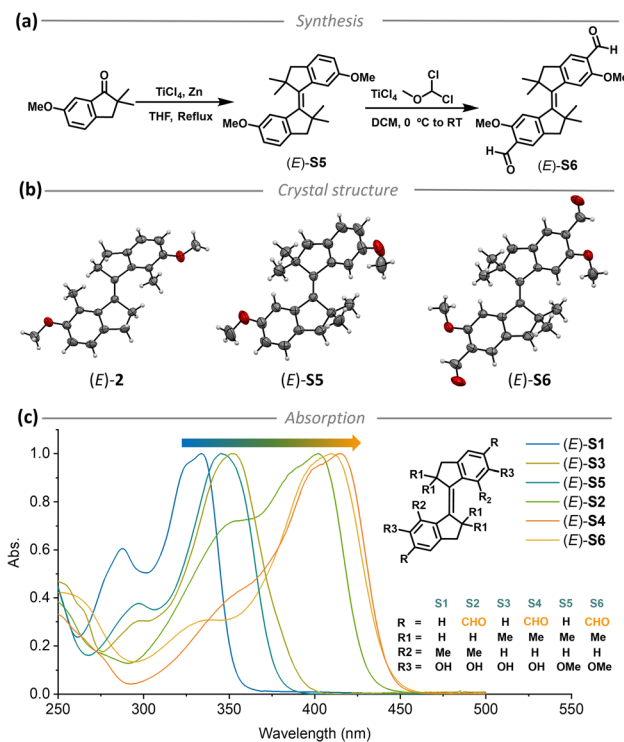 (a) Synthesis
MeO
O
TiCl4, Zn
THF, Reflux
OMe
MeO
(E)-S5
TiCl4
O
Cl
Cl
DCM, 0 °C to RT
H
O
OMe
MeO
H
O
(E)-S6
(b) Crystal structure
(E)-2
(E)-S5
(E)-S6
(c) Absorption
Abs.
1.0
0.8
0.6
0.4
0.2
0.0
250 300 350 400 450 500 550
Wavelength (nm)
R
R1
R1
R3
R2
R2
R1
R1
R3
R
(E)-S1
(E)-S3
(E)-S5
(E)-S2
(E)-S4
(E)-S6
S1 S2 S3 S4 S5 S6
R = H CHO H CHO H CHO
R1 = H H Me Me Me Me
R2 = Me Me H H H H
R3 = OH OH OH OH OMe OMe